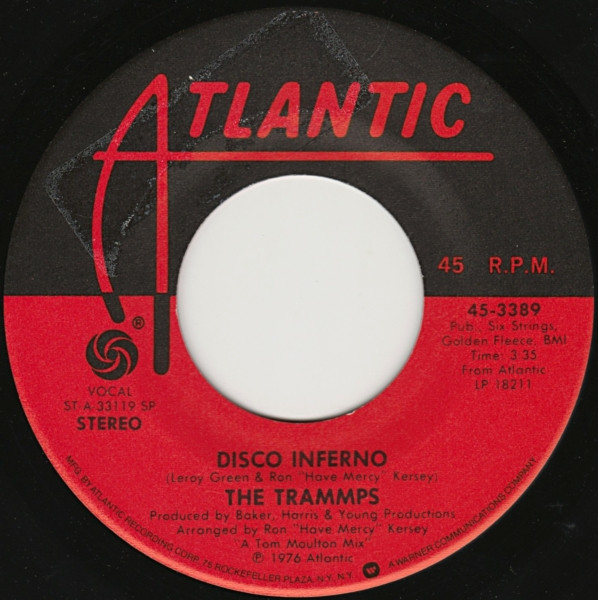 ATLANTIC
45 R.P.M.
®
VOCAL
ST A 33119 SP
STEREO
45-3389
Pub., Six Strings,
Golden Fleece, BMI
Time: 3:35
From Atlantic
LP 18211
DISCO INFERNO
(Leroy Green & Ron "Have Mercy" Kersey)
THE TRAMMPS
Produced by Baker, Harris & Young Productions
Arranged by Ron "Have Mercy" Kersey
"A Tom Moulton Mix"
℗ 1976 Atlantic
MFG. BY ATLANTIC RECORDING CORP. 75 ROCKEFELLER PLAZA, N.Y., N.Y. W A WARNER COMMUNICATIONS COMPANY